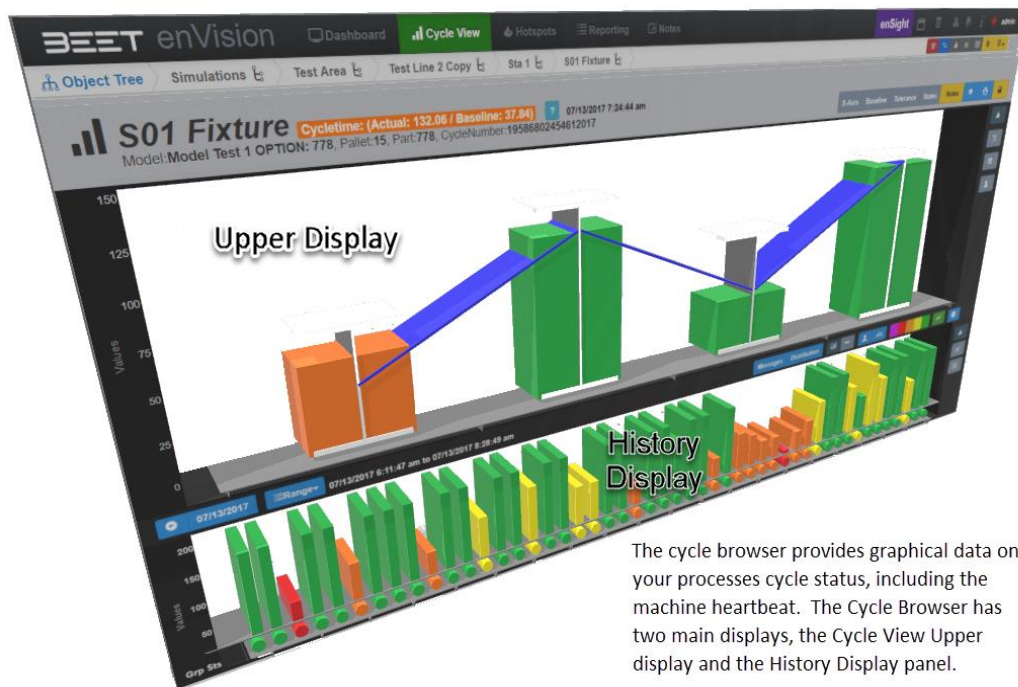 BEET enVision Dashboard Cycle View Hotspots Reporting Notes enSight admin
Object Tree Simulations Test Area Test Line 2 Copy Sta 1 S01 Fixture
S01 Fixture Cycletime: (Actual: 132.06 / Baseline: 37.84) ? 07/13/2017 7:24:44 am
X-Axis Baseline Tolerance States Notes
Model:Model Test 1 OPTION: 778, Pallet:15, Part:778, CycleNumber:19586802454612017
150
125
100
75
50
25
0
Values
Upper Display
Messages Distribution
07/13/2017 Range 07/13/2017 6:11:47 am to 07/13/2017 8:28:49 am
History
Display
200
150
100
50
Values
Grp Sts
The cycle browser provides graphical data on
your processes cycle status, including the
machine heartbeat. The Cycle Browser has
two main displays, the Cycle View Upper
display and the History Display panel.